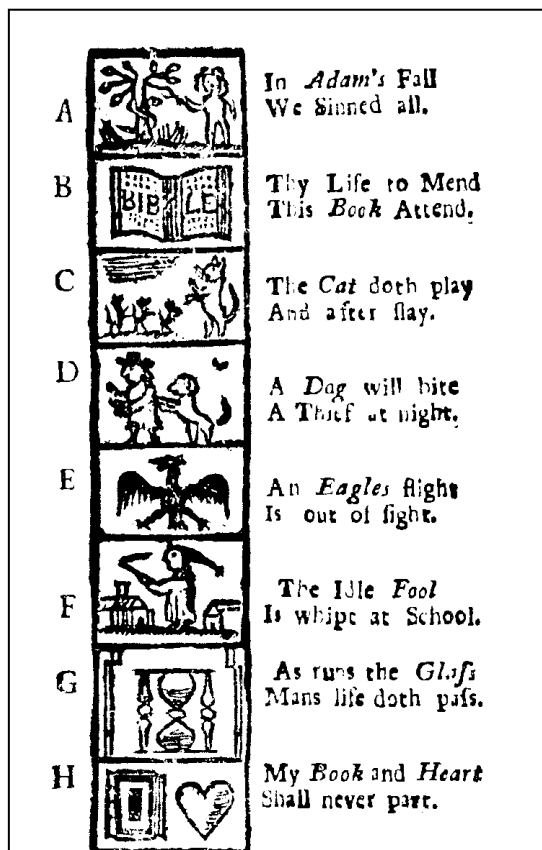 A
In Adam's Fall
We Sinned all.
B
BIB LE
Thy Life to Mend
This Book Attend.
C
The Cat doth play
And after ſlay.
D
A Dog will bite
A Thief at night.
E
An Eagles flight
Is out of ſight.
F
The Idle Fool
Is whipt at School.
G
As runs the Glaſs
Mans life doth paſs.
H
My Book and Heart
Shall never part.